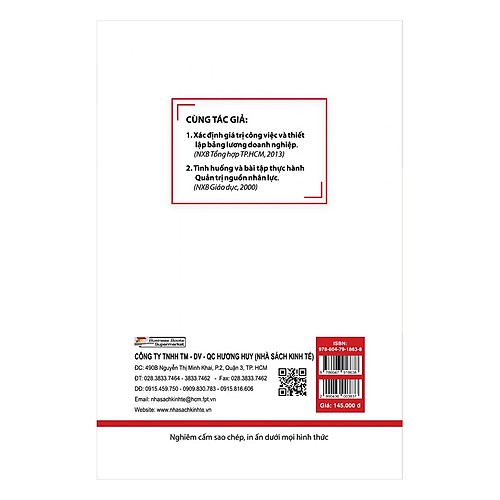 CÙNG TÁC GIẢ:
1. Xác định giá trị công việc và thiết
lập bảng lương doanh nghiệp.
(NXB Tổng hợp TP.HCM, 2013)
2. Tình huống và bài tập thực hành
Quản trị nguồn nhân lực.
(NXB Giáo dục, 2000)
Business Books
Supermarket
CÔNG TY TNHH TM - DV - QC HƯƠNG HUY (NHÀ SÁCH KINH TẾ)
ĐC: 490B Nguyễn Thị Minh Khai, P.2, Quận 3, TP. HCM
ĐT: 028.3833.7464 - 3833.7462 - Fax: 028.3833.7462
DĐ: 0915.459.750 - 0909.830.783 - 0915.816.606
Email: nhasachkinhte@hcm.fpt.vn
Website: www.nhasachkinhte.vn
ISBN:
978-604-79-1863-8
9 786047 918638
Giá: 145.000 đ
Nghiêm cấm sao chép, in ấn dưới mọi hình thức